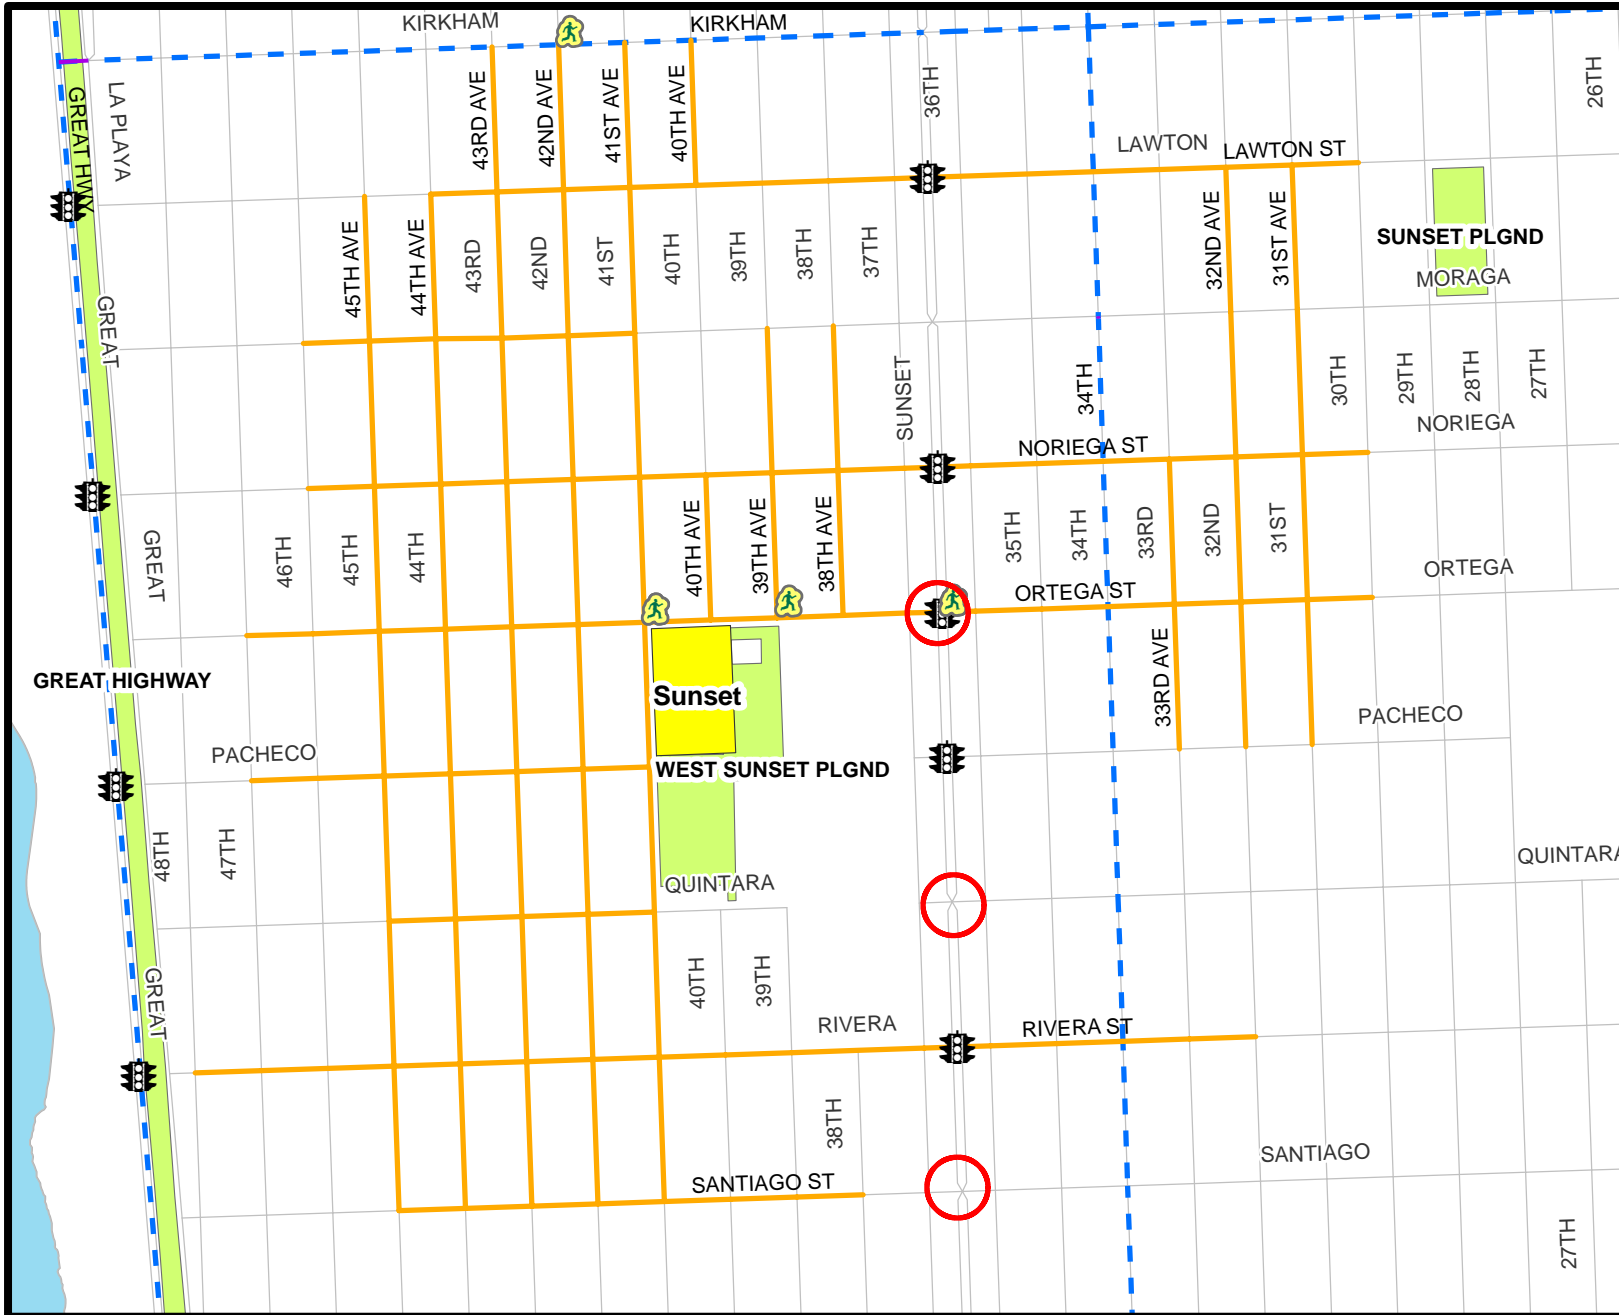 KIRKHAM
KIRKHAM
26TH
LA PLAYA
GREAT HWY
43RD AVE
42ND AVE
41ST AVE
40TH AVE
36TH
LAWTON
LAWTON ST
45TH AVE
44TH AVE
43RD
42ND
41ST
40TH
39TH
38TH
37TH
32ND AVE
31ST AVE
SUNSET PLGND
MORAGA
GREAT
SUNSET
34TH
30TH
29TH
28TH
27TH
NORIEGA
NORIEGA ST
GREAT
46TH
45TH
44TH
40TH AVE
39TH AVE
38TH AVE
35TH
34TH
33RD
32ND
31ST
ORTEGA
ORTEGA ST
GREAT HIGHWAY
Sunset
33RD AVE
PACHECO
PACHECO
WEST SUNSET PLGND
48TH
47TH
QUINTARA
QUINTARA
GREAT
40TH
39TH
RIVERA
RIVERA ST
38TH
SANTIAGO
SANTIAGO ST
27TH